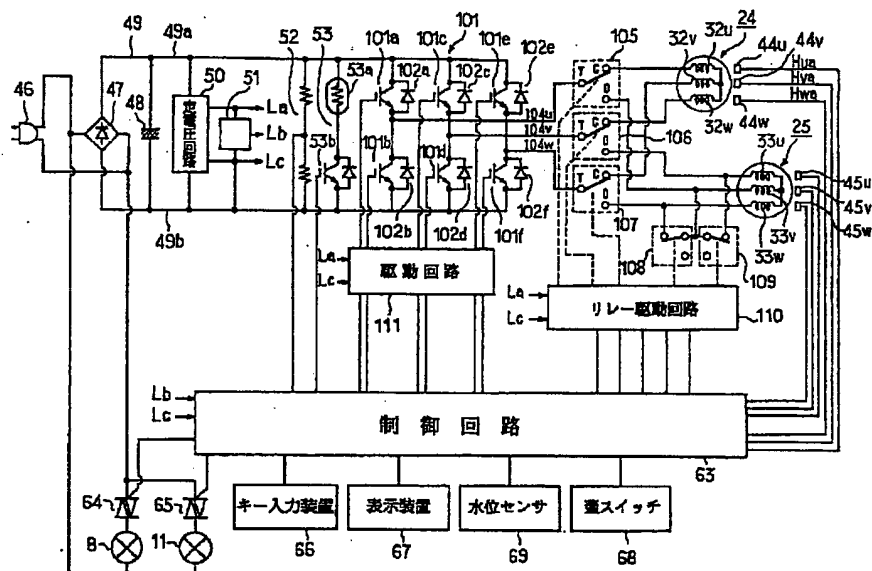 49
49a
46
47
48
50
定電圧回路
51
La
Lb
Lc
49b
52
53
53a
53b
101
101a
101c
101e
102a
102c
102e
101b
101d
101f
102b
102d
102f
104u
104v
104w
105
T
C
D
106
T
C
D
107
T
C
D
108
D
109
D
32v
32u
24
32w
44u
44v
44w
Hua
Hva
Hwa
33u
25
33v
33w
45u
45v
45w
La
Lc
駆動回路
111
La
Lc
リレー駆動回路
110
Lb
Lc
制御回路
63
64
65
8
11
キー入力装置
66
表示装置
67
水位センサ
69
蓋スイッチ
68